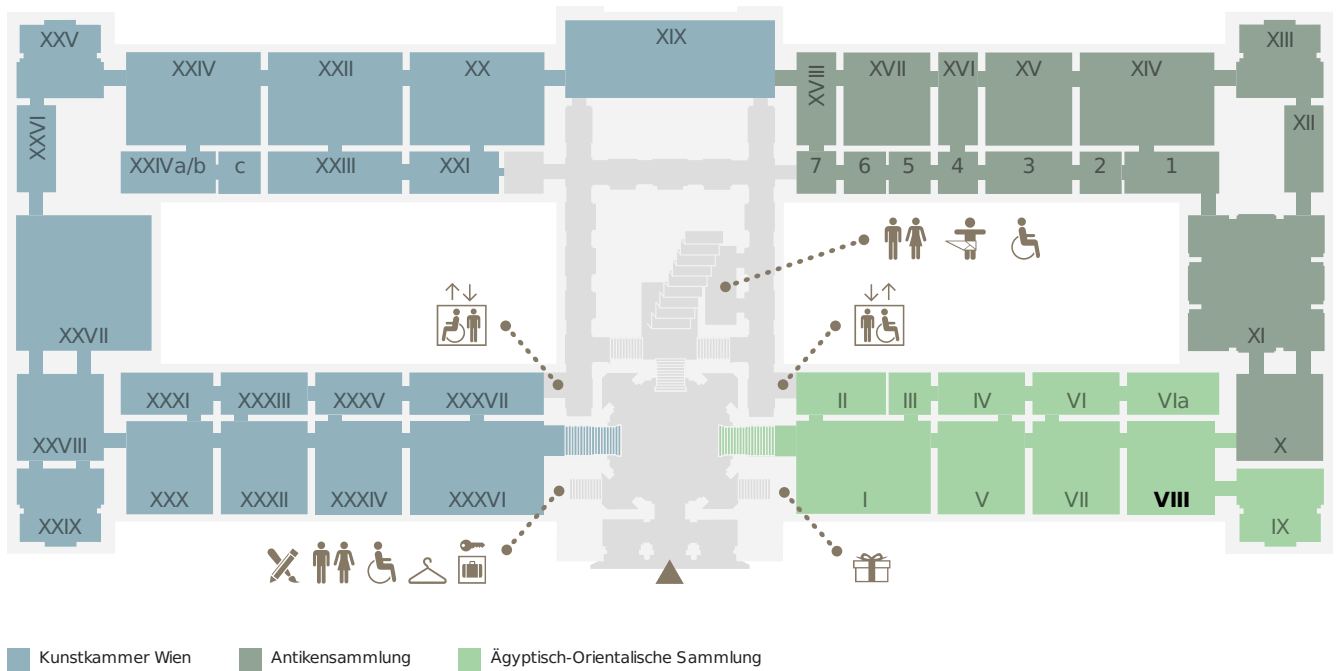 XXV
XIX
XIII
XXIV
XXII
XX
XVIII
XVII
XVI
XV
XIV
XXVI
XII
XXIVa/b
c
XXIII
XXI
7
6
5
4
3
2
1
XXVII
XI
XXXI
XXXIII
XXXV
XXXVII
II
III
IV
VI
VIa
XXVIII
X
XXX
XXXII
XXXIV
XXXVI
I
V
VII
VIII
XXIX
IX
Kunstkammer Wien
Antikensammlung
Ägyptisch-Orientalische Sammlung